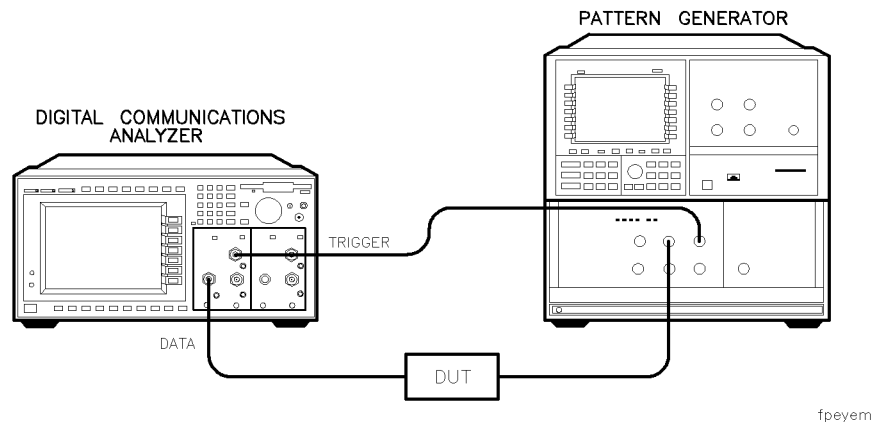 PATTERN GENERATOR
DIGITAL COMMUNICATIONS
ANALYZER
TRIGGER
DATA
DUT
fpeyem